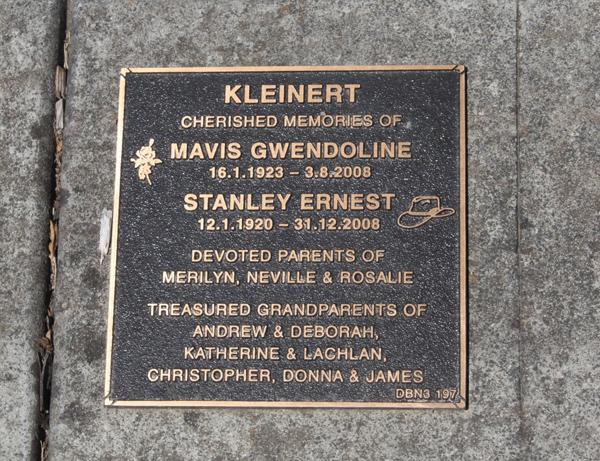 KLEINERT
CHERISHED MEMORIES OF
MAVIS GWENDOLINE
16.1.1923 – 3.8.2008
STANLEY ERNEST
12.1.1920 – 31.12.2008
DEVOTED PARENTS OF
MERILYN, NEVILLE & ROSALIE
TREASURED GRANDPARENTS OF
ANDREW & DEBORAH,
KATHERINE & LACHLAN,
CHRISTOPHER, DONNA & JAMES
DBN3 197